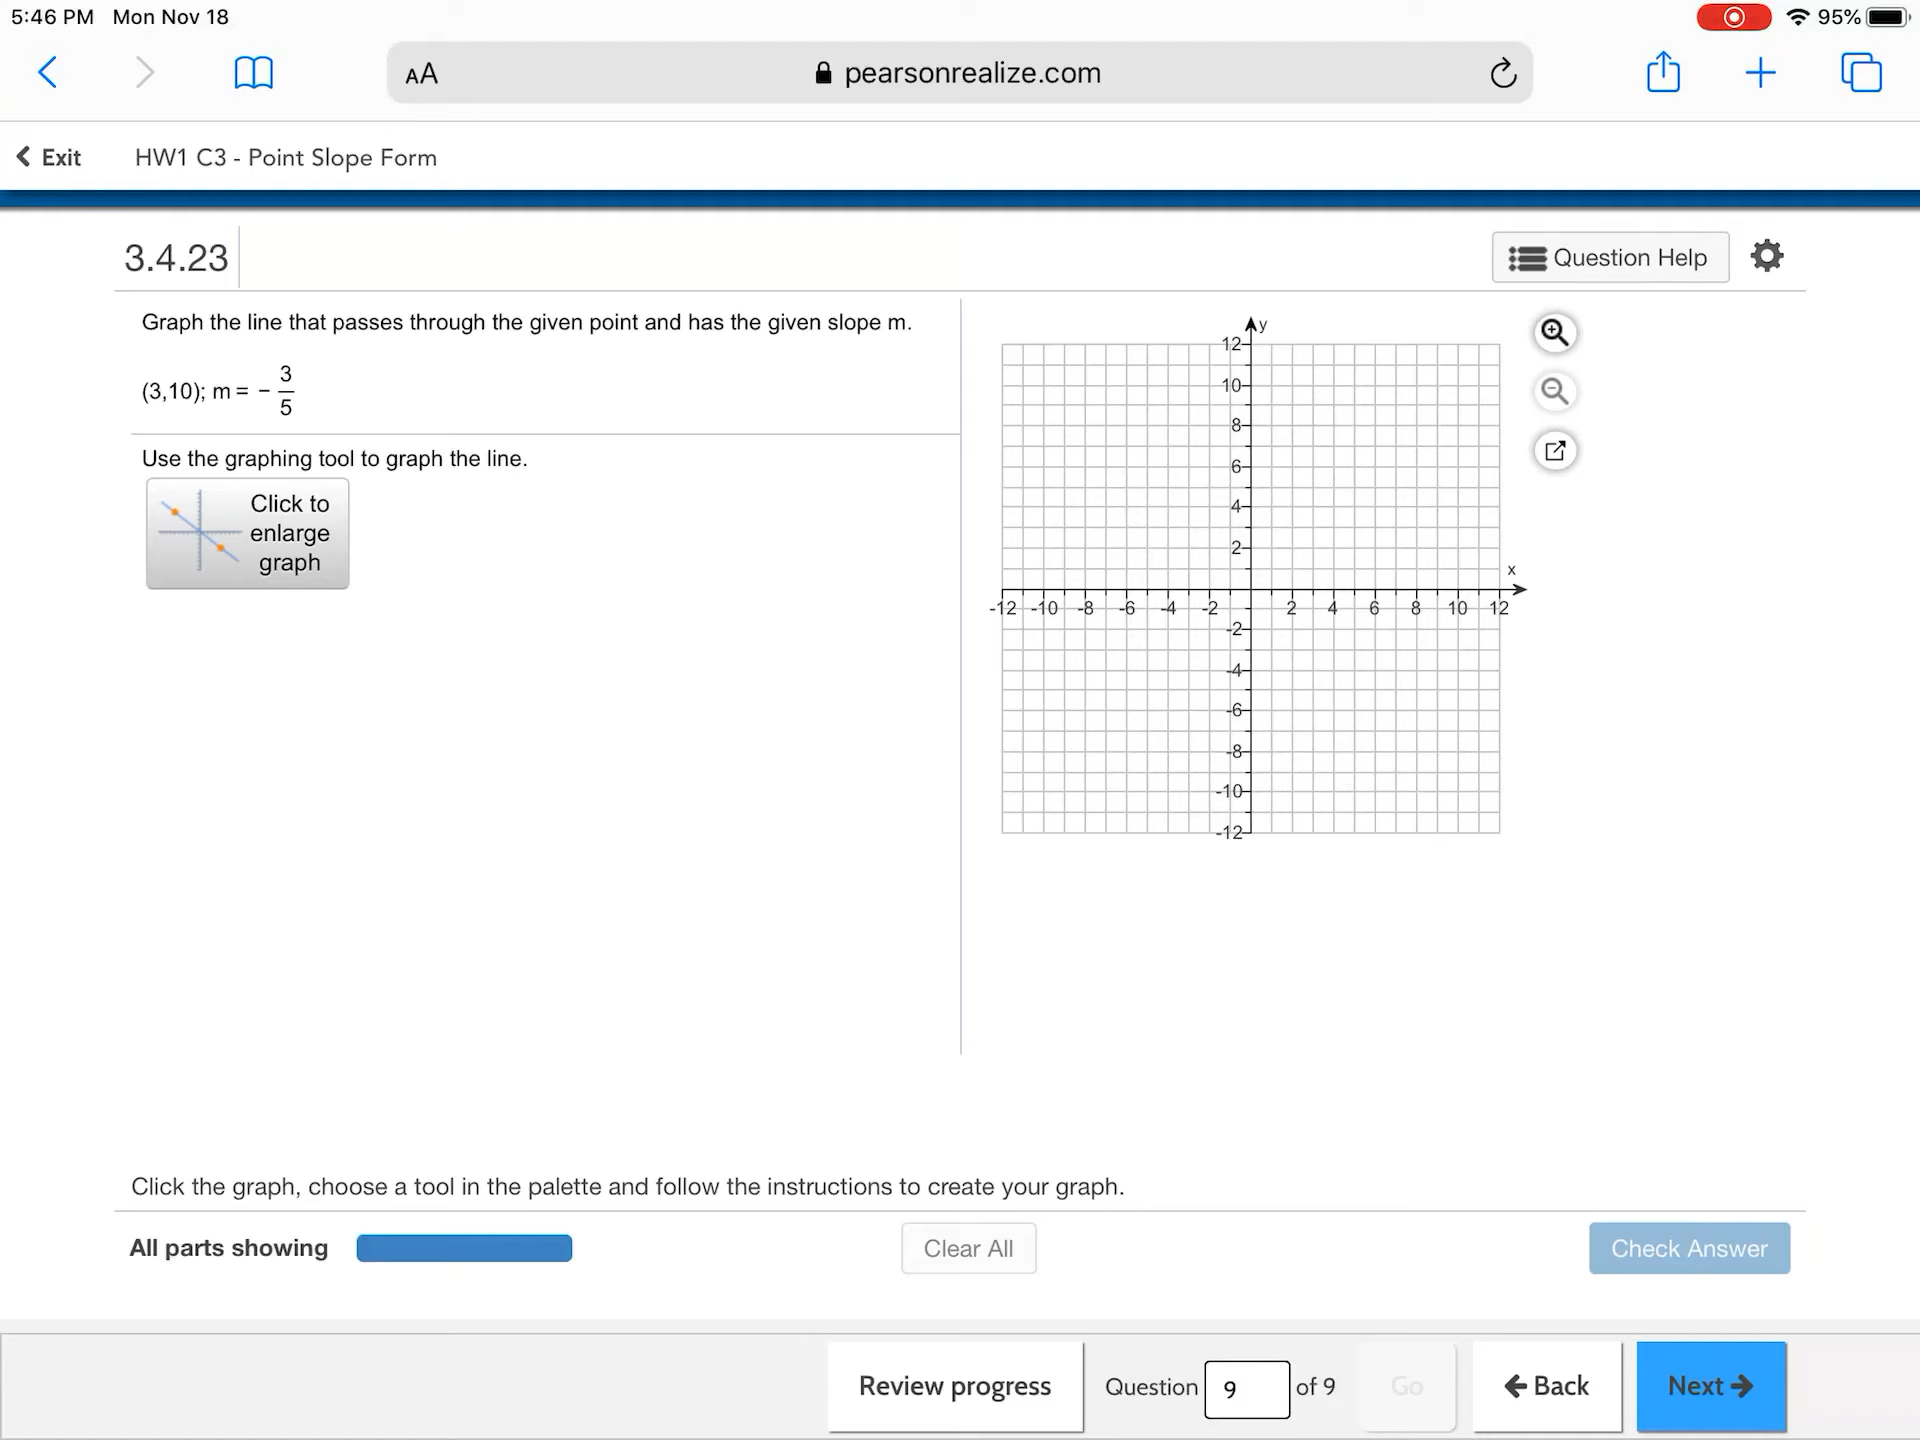 5:46 PM Mon Nov 18
95%
AA
pearsonrealize.com
Exit
HW1 C3 - Point Slope Form
3.4.23
Question Help
Graph the line that passes through the given point and has the given slope m.
(3,10); m = − 3/5
Use the graphing tool to graph the line.
Click to
enlarge
graph
y
12
10
8
6
4
2
x
-12 -10 -8 -6 -4 -2 2 4 6 8 10 12
-2
-4
-6
-8
-10
-12
Click the graph, choose a tool in the palette and follow the instructions to create your graph.
All parts showing
Clear All
Check Answer
Review progress
Question 9 of 9
Go
Back
Next